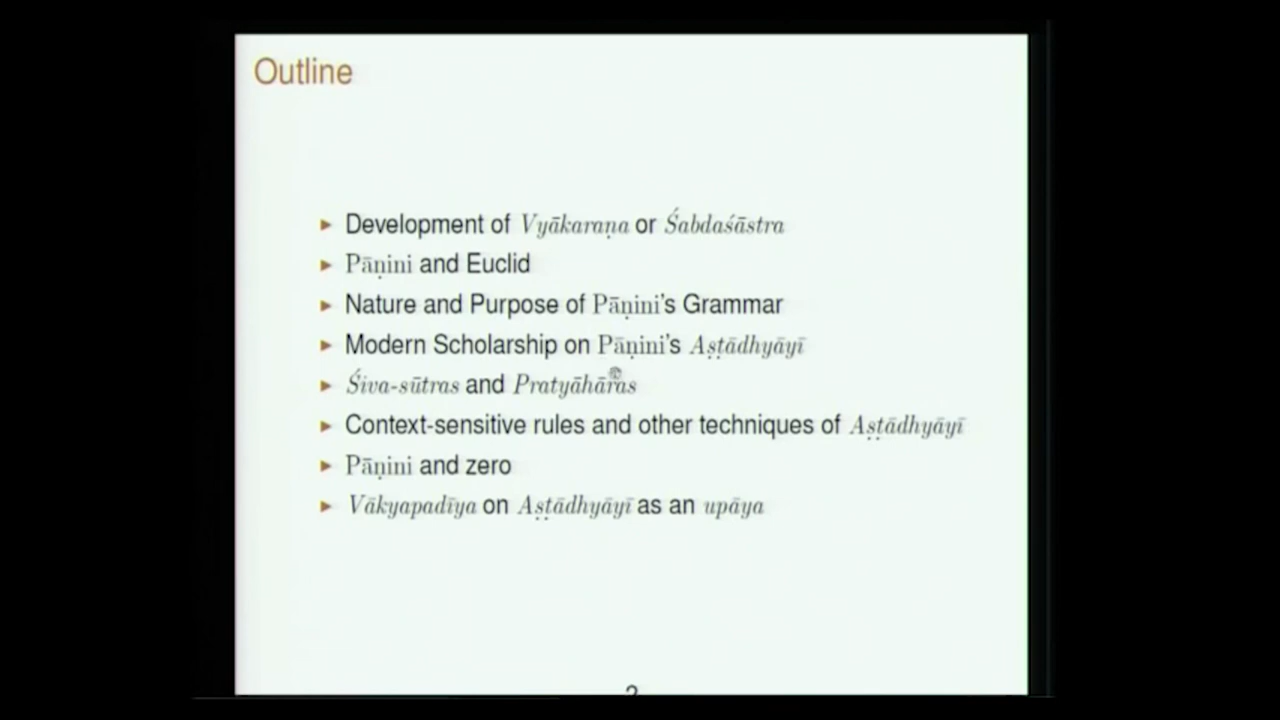 Outline
► Development of Vyākaraṇa or Śabdaśāstra
► Pāṇini and Euclid
► Nature and Purpose of Pāṇini's Grammar
► Modern Scholarship on Pāṇini's Aṣṭādhyāyī
► Śiva-sūtras and Pratyāhāras
► Context-sensitive rules and other techniques of Aṣṭādhyāyī
► Pāṇini and zero
► Vākyapadīya on Aṣṭādhyāyī as an upāya